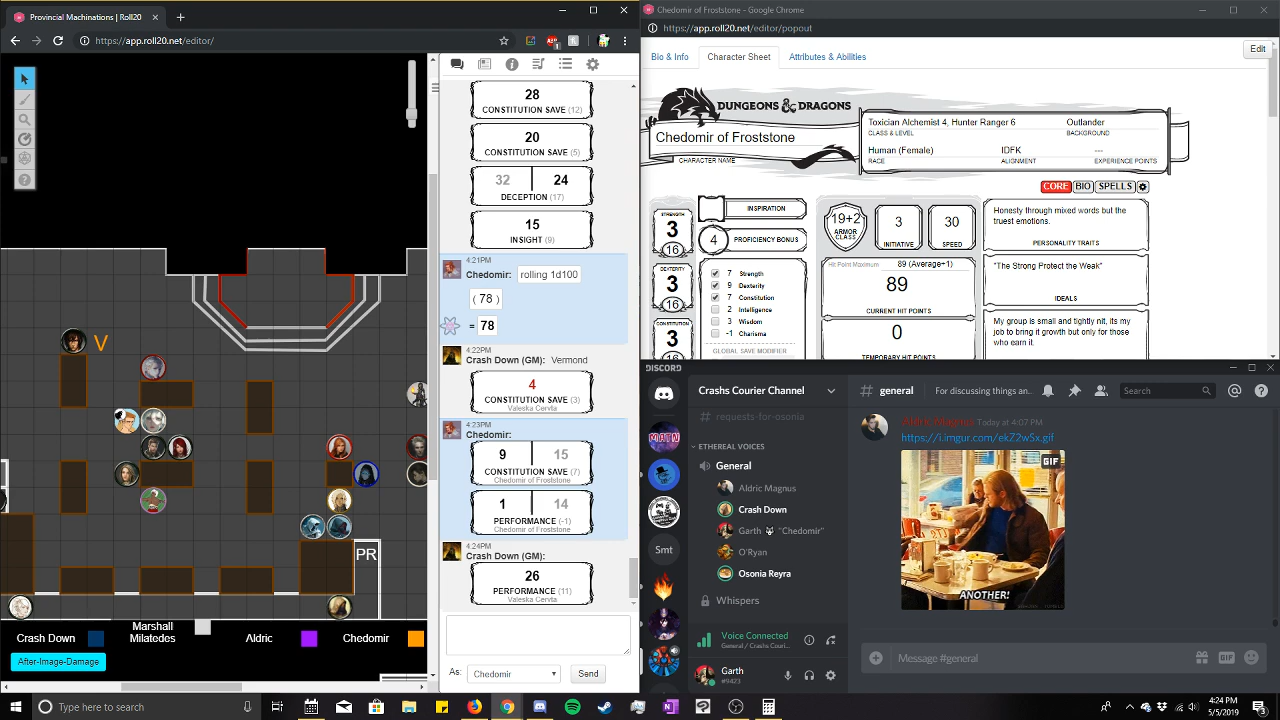 Provincial Machinations | Roll20
https://app.roll20.net/editor/
28
CONSTITUTION SAVE (12)
20
CONSTITUTION SAVE (5)
32 24
DECEPTION (17)
15
INSIGHT (9)
4:21PM
Chedomir: rolling 1d100
( 78 )
= 78
4:22PM
Crash Down (GM): Vermond
4
CONSTITUTION SAVE (3)
Valeska Cervta
4:23PM
Chedomir:
9 15
CONSTITUTION SAVE (7)
Chedomir of Froststone
1 14
PERFORMANCE (-1)
Chedomir of Froststone
4:24PM
Crash Down (GM):
26
PERFORMANCE (11)
Valeska Cervta
As: Chedomir
Send
V
PR
Crash Down
Marshall
Milatodes
Aldric
Chedomir
After-Image-Damage
Chedomir of Froststone - Google Chrome
https://app.roll20.net/editor/popout
Bio & Info
Character Sheet
Attributes & Abilities
Edit
DUNGEONS & DRAGONS
Chedomir of Froststone
CHARACTER NAME
Toxician Alchemist 4, Hunter Ranger 6
Outlander
CLASS & LEVEL
BACKGROUND
Human (Female)
IDFK
---
RACE
ALIGNMENT
EXPERIENCE POINTS
CORE BIO SPELLS
STRENGTH
3
16
DEXTERITY
3
16
CONSTITUTION
3
INSPIRATION
4 PROFICIENCY BONUS
7 Strength
9 Dexterity
7 Constitution
2 Intelligence
3 Wisdom
-1 Charisma
GLOBAL SAVE MODIFIER
19+2
ARMOR
CLASS
3
INITIATIVE
30
SPEED
Hit Point Maximum 89 (Average+1)
89
CURRENT HIT POINTS
0
TEMPORARY HIT POINTS
Honesty through mixed words but the
truest emotions.
PERSONALITY TRAITS
"The Strong Protect the Weak"
IDEALS
My group is small and tightly nit, its my
job to bring it growth but only for those
who earn it.
DISCORD
Crashs Courier Channel
# requests-for-osonia
ETHEREAL VOICES
General
Aldric Magnus
Crash Down
Garth "Chedomir"
O'Ryan
Osonia Reyra
Whispers
Voice Connected
General / Crashs Couri...
Garth
#9423
Smt
# general
For discussing things an...
Search
Aldric Magnus Today at 4:07 PM
https://i.imgur.com/ekZ2wSx.gif
GIF
ANOTHER!
Message #general
GIF
Type here to search
4:24 PM
5/5/2019